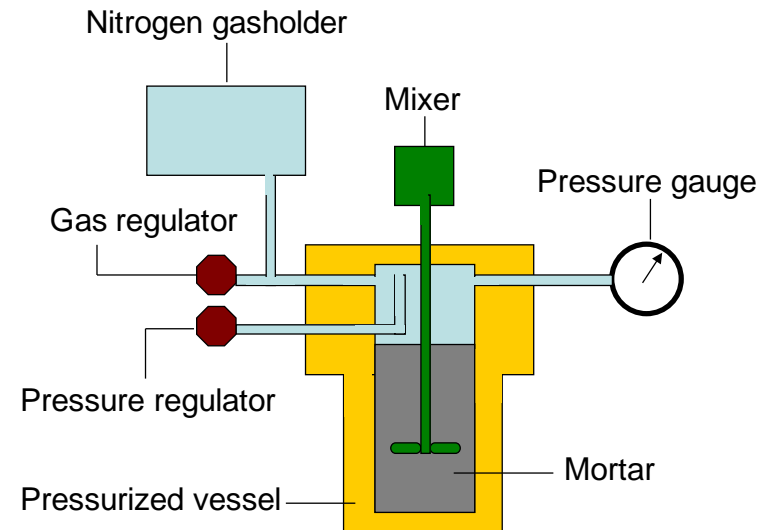 Nitrogen gasholder
Mixer
Pressure gauge
Gas regulator
Pressure regulator
Mortar
Pressurized vessel